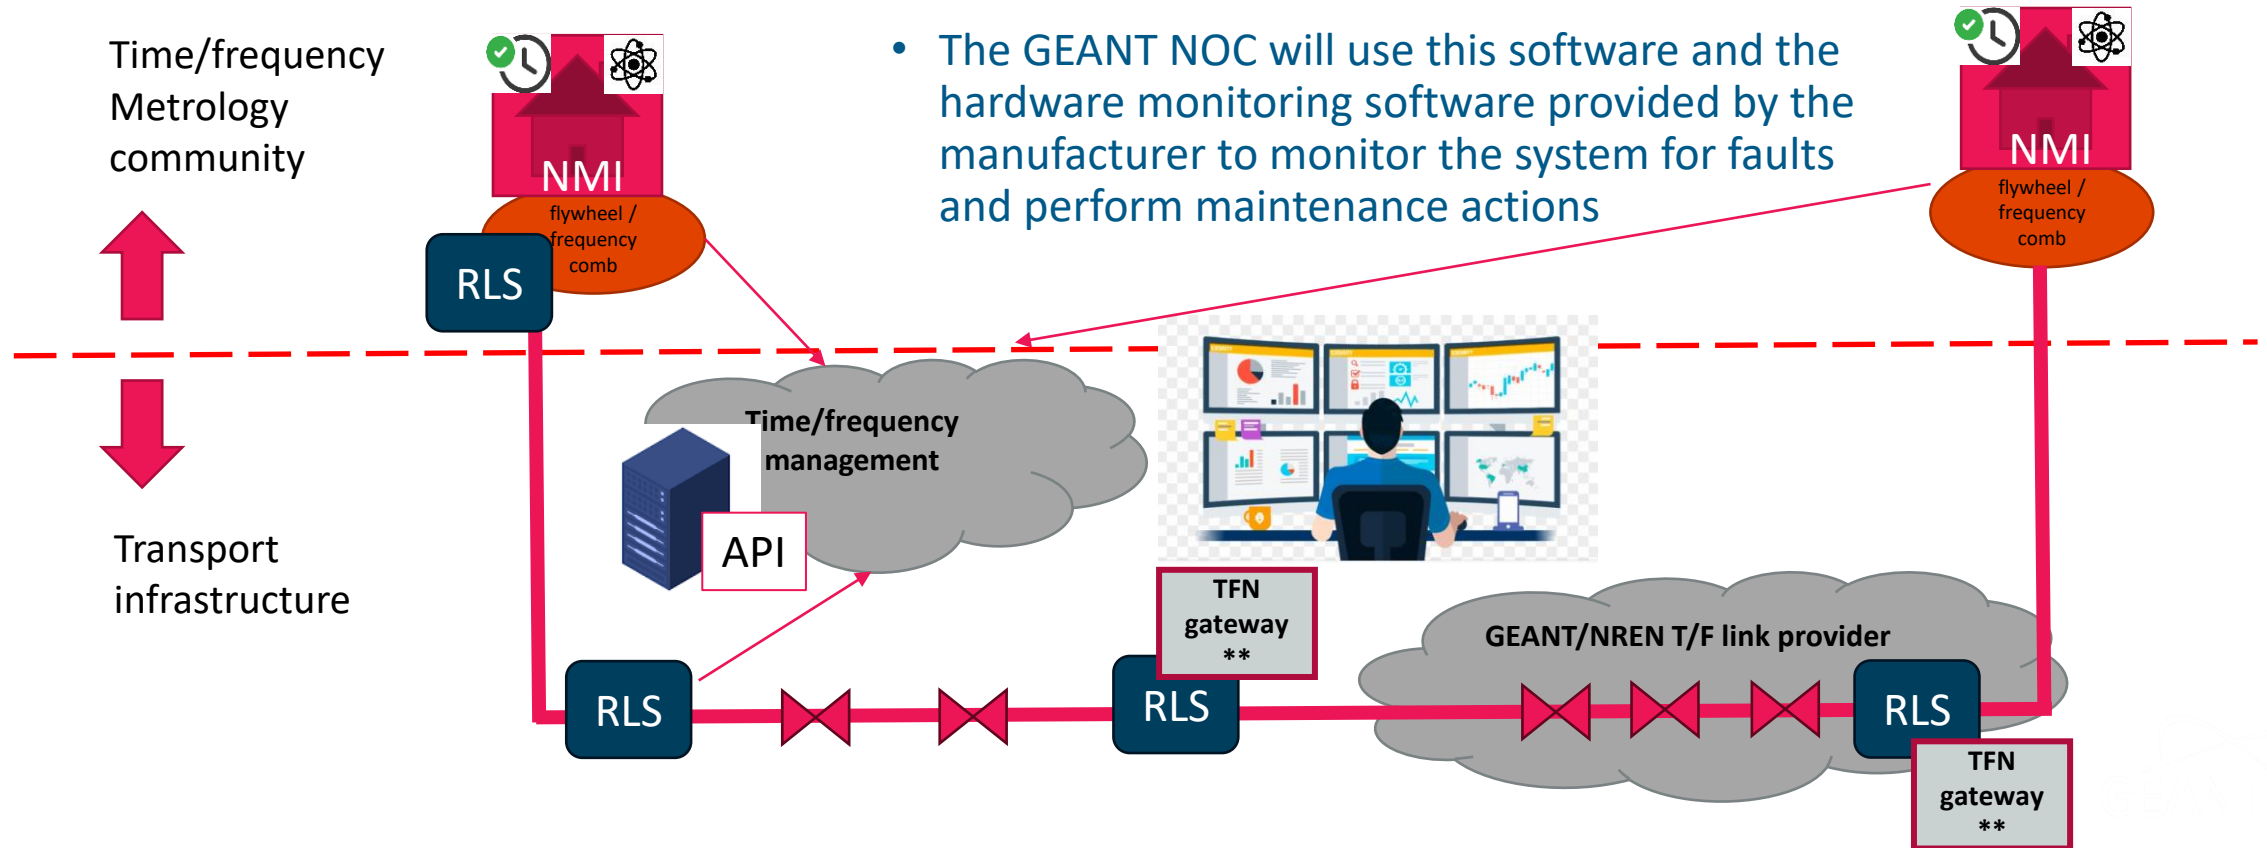 Time/frequency
Metrology
community
• The GEANT NOC will use this software and the
hardware monitoring software provided by the
manufacturer to monitor the system for faults
and perform maintenance actions
NMI
flywheel /
frequency
comb
RLS
NMI
flywheel /
frequency
comb
Time/frequency
management
API
Transport
infrastructure
TFN
gateway
**
GEANT/NREN T/F link provider
RLS
RLS
RLS
TFN
gateway
**